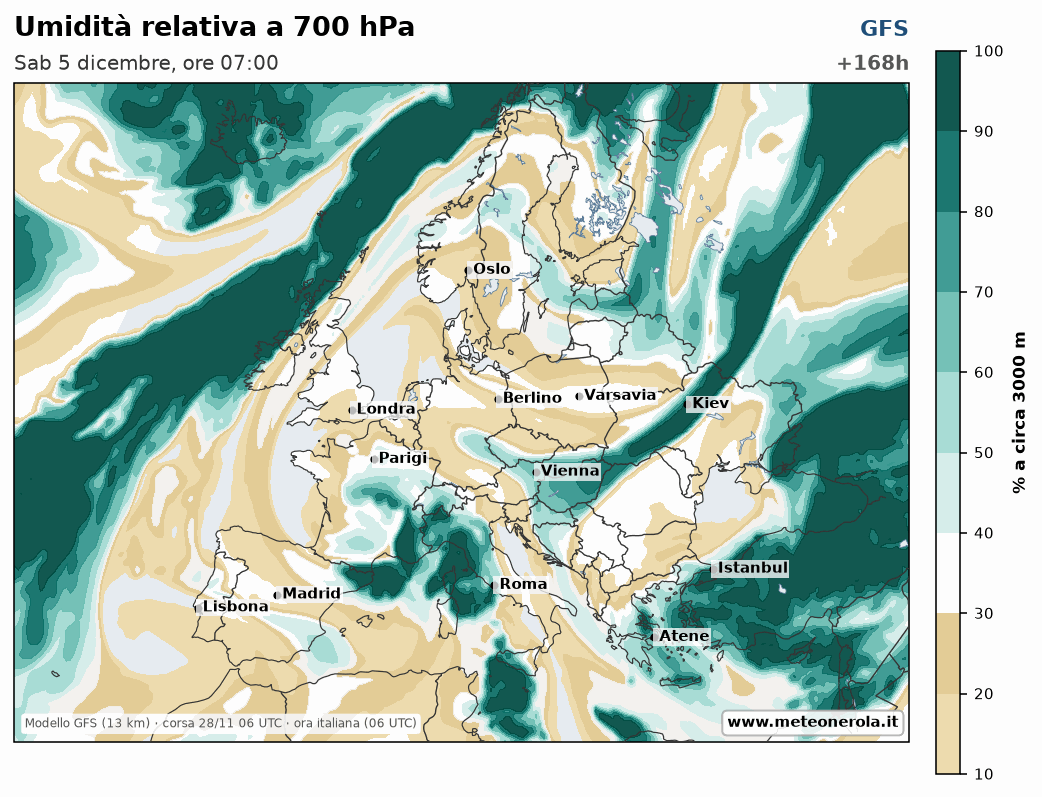 Umidità relativa a 700 hPa
GFS
Sab 5 dicembre, ore 07:00
+168h
100
90
80
70
60
50
40
30
20
10
% a circa 3000 m
Oslo
Londra
Berlino
Varsavia
Kiev
Parigi
Vienna
Istanbul
Roma
Madrid
Lisbona
Atene
Modello GFS (13 km) · corsa 28/11 06 UTC · ora italiana (06 UTC)
www.meteonerola.it